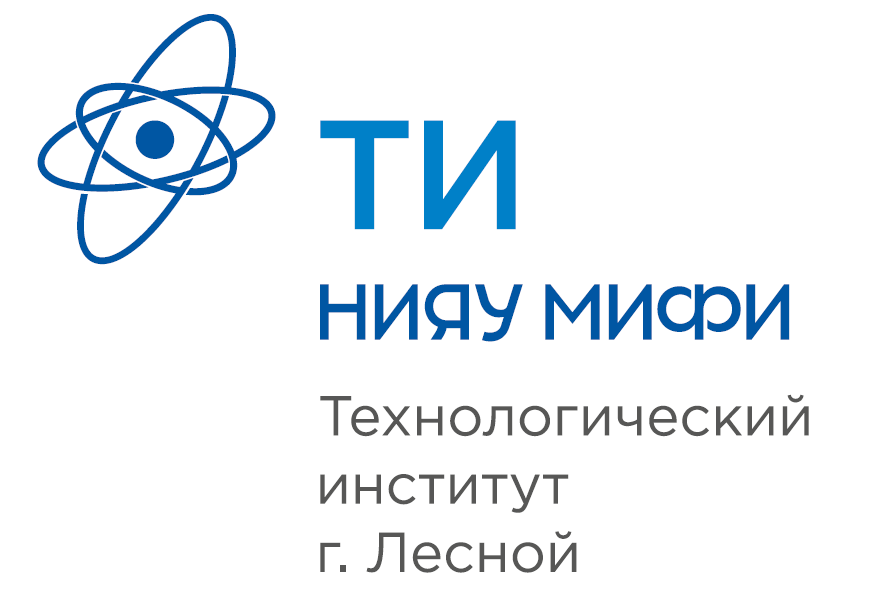 ТИ
НИЯУ МИФИ
Технологический
институт
г. Лесной